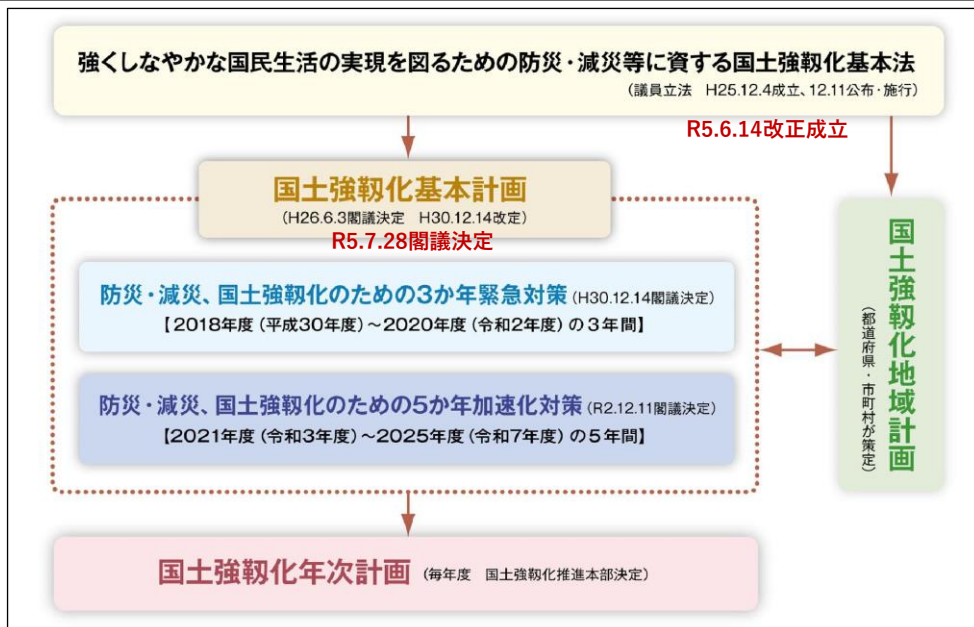 強くしなやかな国民生活の実現を図るための防災・減災等に資する国土強靱化基本法
（議員立法　H25.12.4成立、12.11公布・施行）
R5.6.14改正成立
国土強靱化基本計画
（H26.6.3閣議決定　H30.12.14改定）
R5.7.28閣議決定
防災・減災、国土強靱化のための3か年緊急対策（H30.12.14閣議決定）
【2018年度（平成30年度）～2020年度（令和2年度）の3年間】
防災・減災、国土強靱化のための5か年加速化対策（R2.12.11閣議決定）
【2021年度（令和3年度）～2025年度（令和7年度）の5年間】
国土強靱化地域計画
（都道府県・市町村が策定）
国土強靱化年次計画（毎年度　国土強靱化推進本部決定）